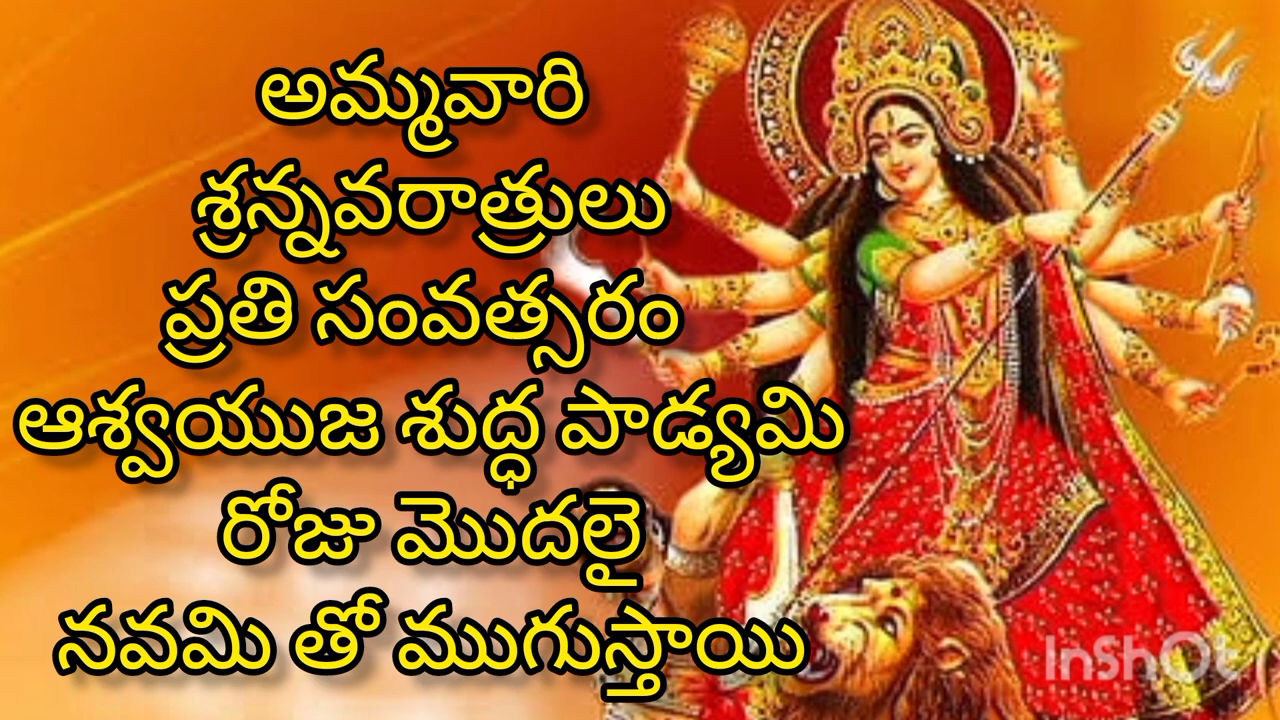 అమ్మవారి
శ్రన్నవరాత్రులు
ప్రతి సంవత్సరం
ఆశ్వయుజ శుద్ధ పాడ్యమి
రోజు మొదలై
నవమి తో ముగుస్తాయి
InShOt